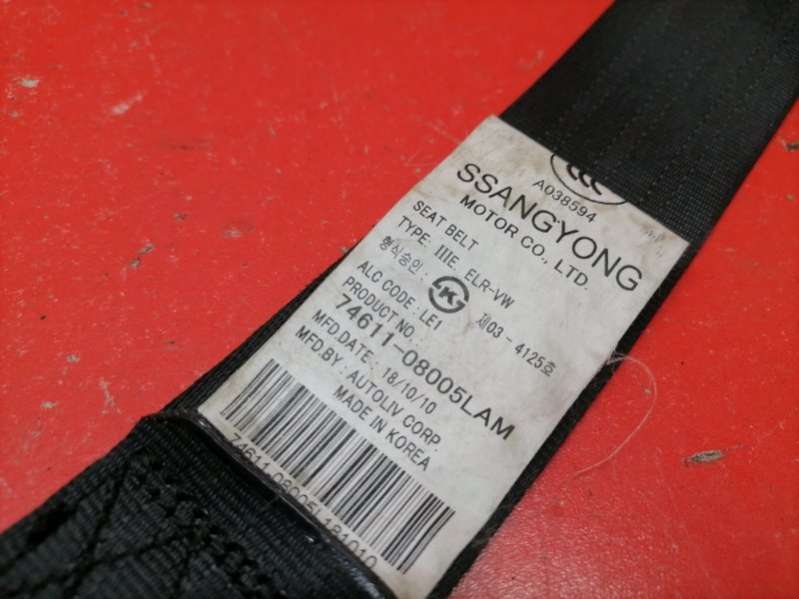 A038594
SSANGYONG
MOTOR CO., LTD.
SEAT BELT
TYPE : IIIE ELR-VW
형식승인 : K 제03 - 4125호
ALC CODE : LE1
PRODUCT NO. :
74611-08005LAM
MFD.DATE : 18/10/10
MFD.BY : AUTOLIV CORP.
MADE IN KOREA
74611-08005L181010